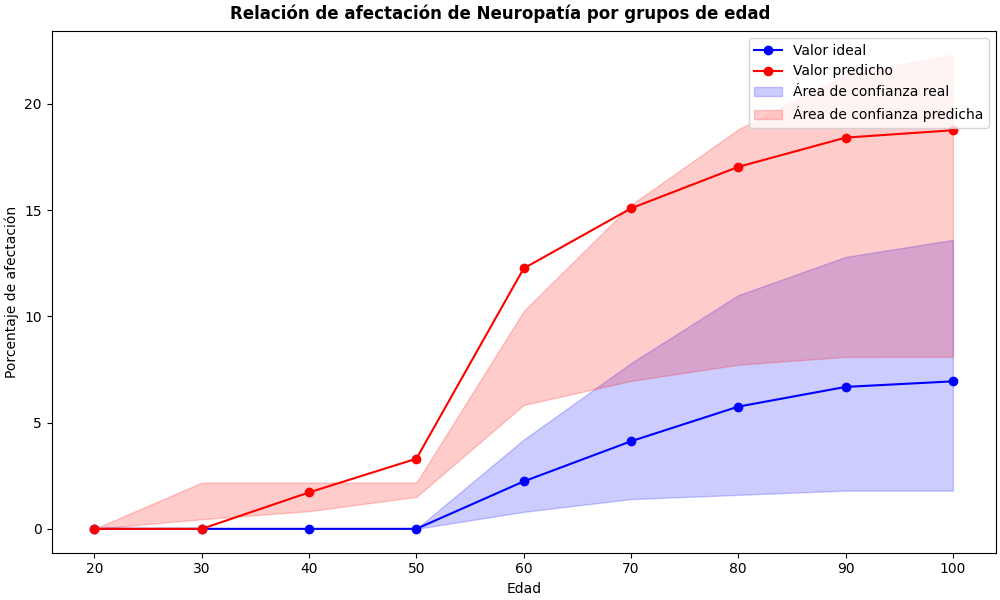 Relación de afectación de Neuropatía por grupos de edad
Valor ideal
Valor predicho
Área de confianza real
Área de confianza predicha
Porcentaje de afectación
20
15
10
5
0
20 30 40 50 60 70 80 90 100
Edad